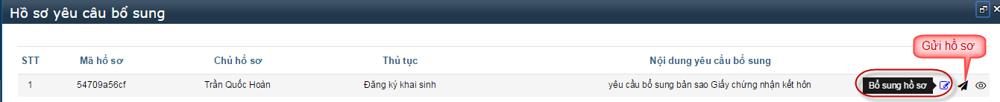 Hồ sơ yêu cầu bổ sung
Gửi hồ sơ
STT Mã hồ sơ Chủ hồ sơ Thủ tục Nội dung yêu cầu bổ sung
1 54709a56cf Trần Quốc Hoàn Đăng ký khai sinh yêu cầu bổ sung bản sao Giấy chứng nhận kết hôn Bổ sung hồ sơ